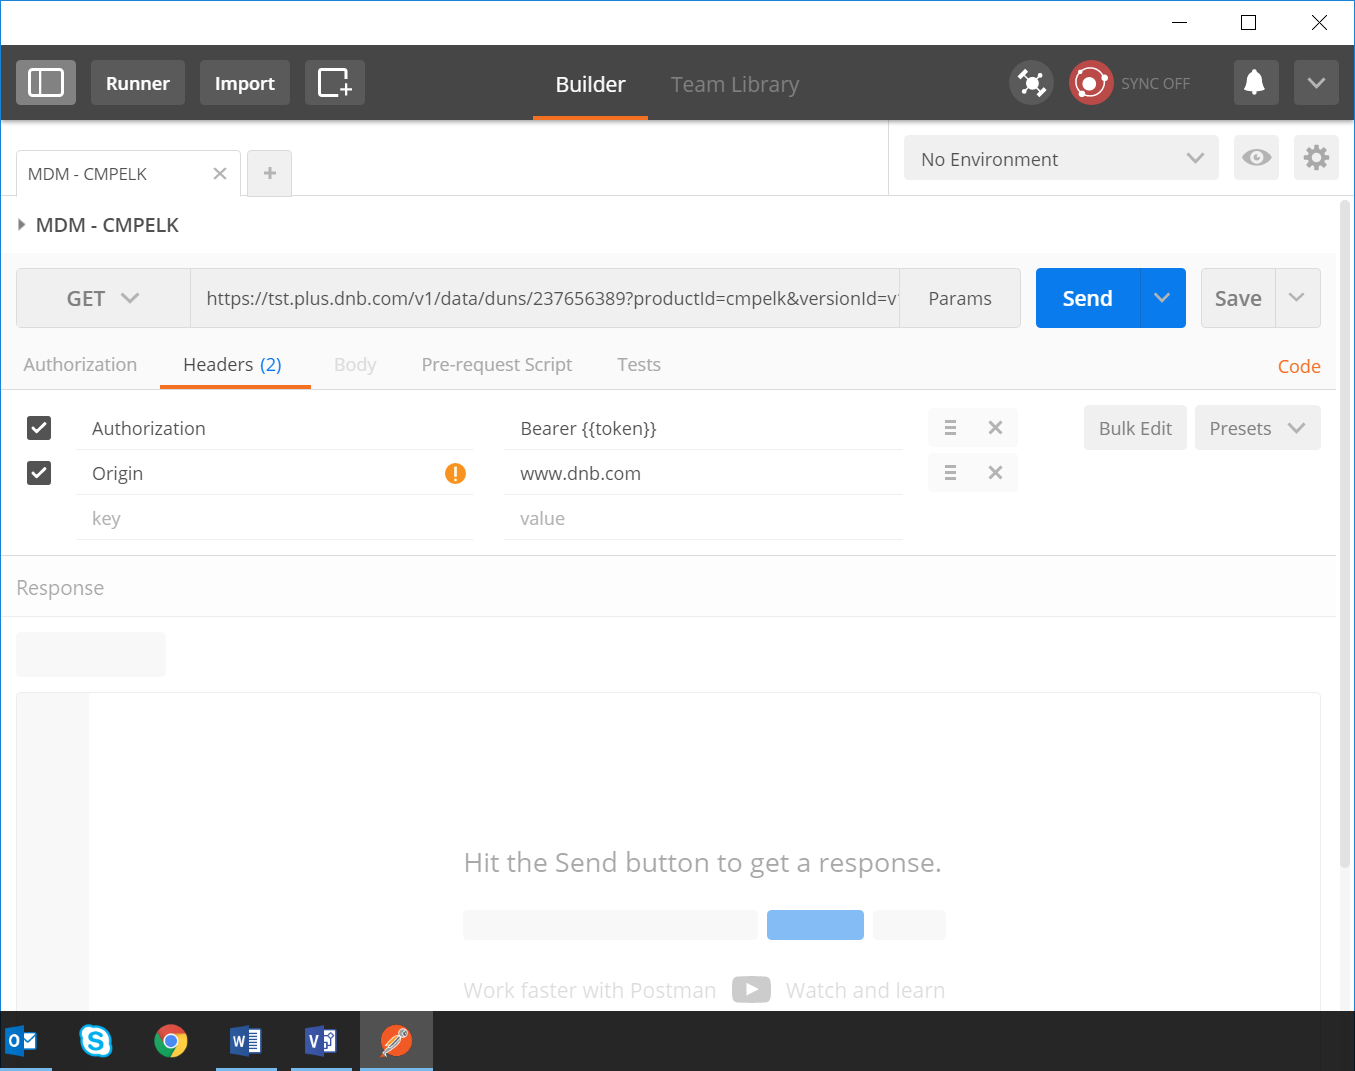 Runner Import Builder Team Library SYNC OFF
MDM - CMPELK No Environment
MDM - CMPELK
GET https://tst.plus.dnb.com/v1/data/duns/237656389?productId=cmpelk&versionId=v Params Send Save
Authorization Headers (2) Body Pre-request Script Tests Code
Authorization Bearer {{token}} Bulk Edit Presets
Origin www.dnb.com
key value
Response
Hit the Send button to get a response.
Work faster with Postman Watch and learn